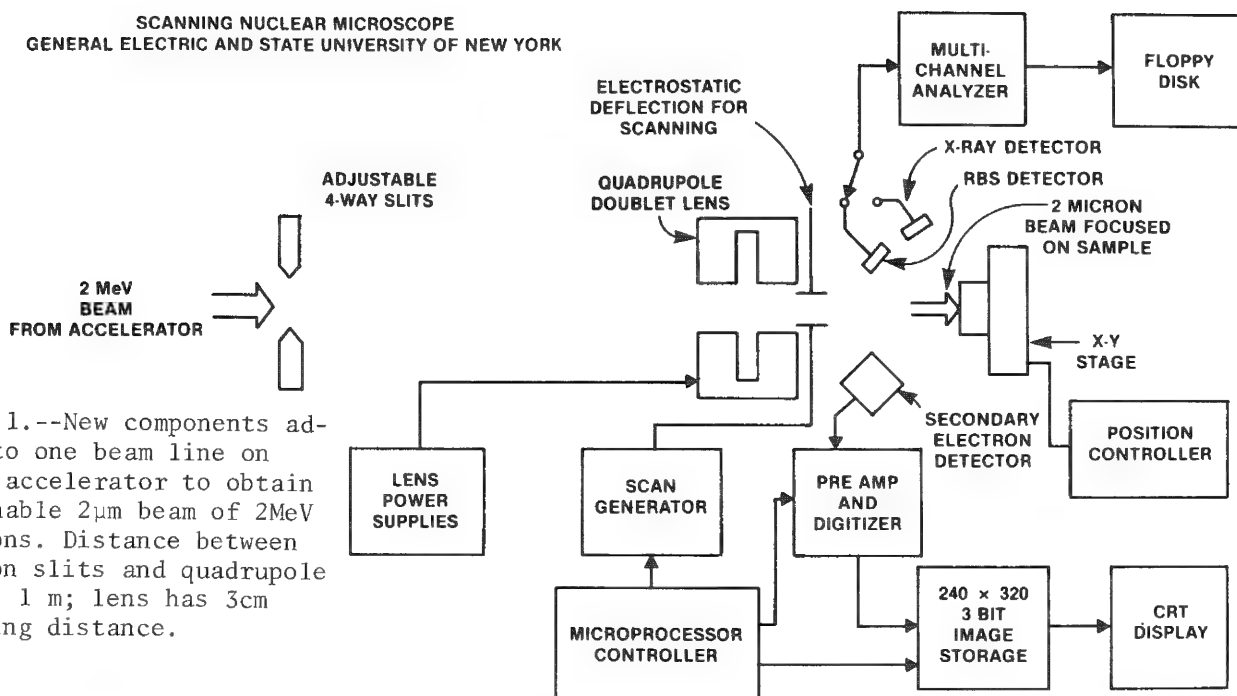 SCANNING NUCLEAR MICROSCOPE
GENERAL ELECTRIC AND STATE UNIVERSITY OF NEW YORK
MULTI-
CHANNEL
ANALYZER
FLOPPY
DISK
ELECTROSTATIC
DEFLECTION FOR
SCANNING
X-RAY DETECTOR
RBS DETECTOR
2 MICRON
BEAM FOCUSED
ON SAMPLE
ADJUSTABLE
4-WAY SLITS
QUADRUPOLE
DOUBLET LENS
2 MeV
BEAM
FROM ACCELERATOR
X-Y
STAGE
SECONDARY
ELECTRON
DETECTOR
POSITION
CONTROLLER
LENS
POWER
SUPPLIES
SCAN
GENERATOR
PRE AMP
AND
DIGITIZER
MICROPROCESSOR
CONTROLLER
240 × 320
3 BIT
IMAGE
STORAGE
CRT
DISPLAY
1.--New components ad-
to one beam line on
accelerator to obtain
nable 2μm beam of 2MeV
ons. Distance between
on slits and quadrupole
1 m; lens has 3cm
ng distance.